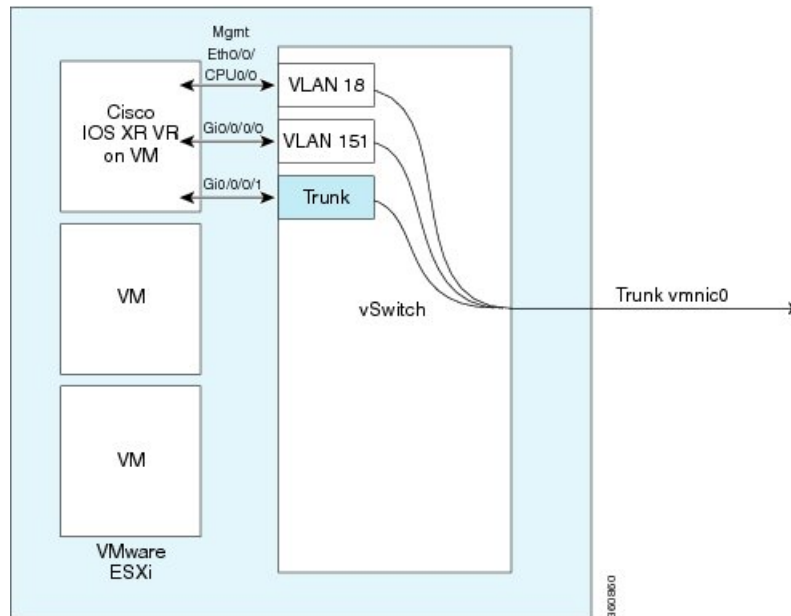 Mgmt
Eth0/0/
CPU0/0
VLAN 18
Cisco
IOS XR VR
on VM
Gi0/0/0/0
VLAN 151
Gi0/0/0/1
Trunk
VM
vSwitch
Trunk vmnic0
VM
VMware
ESXi
360860